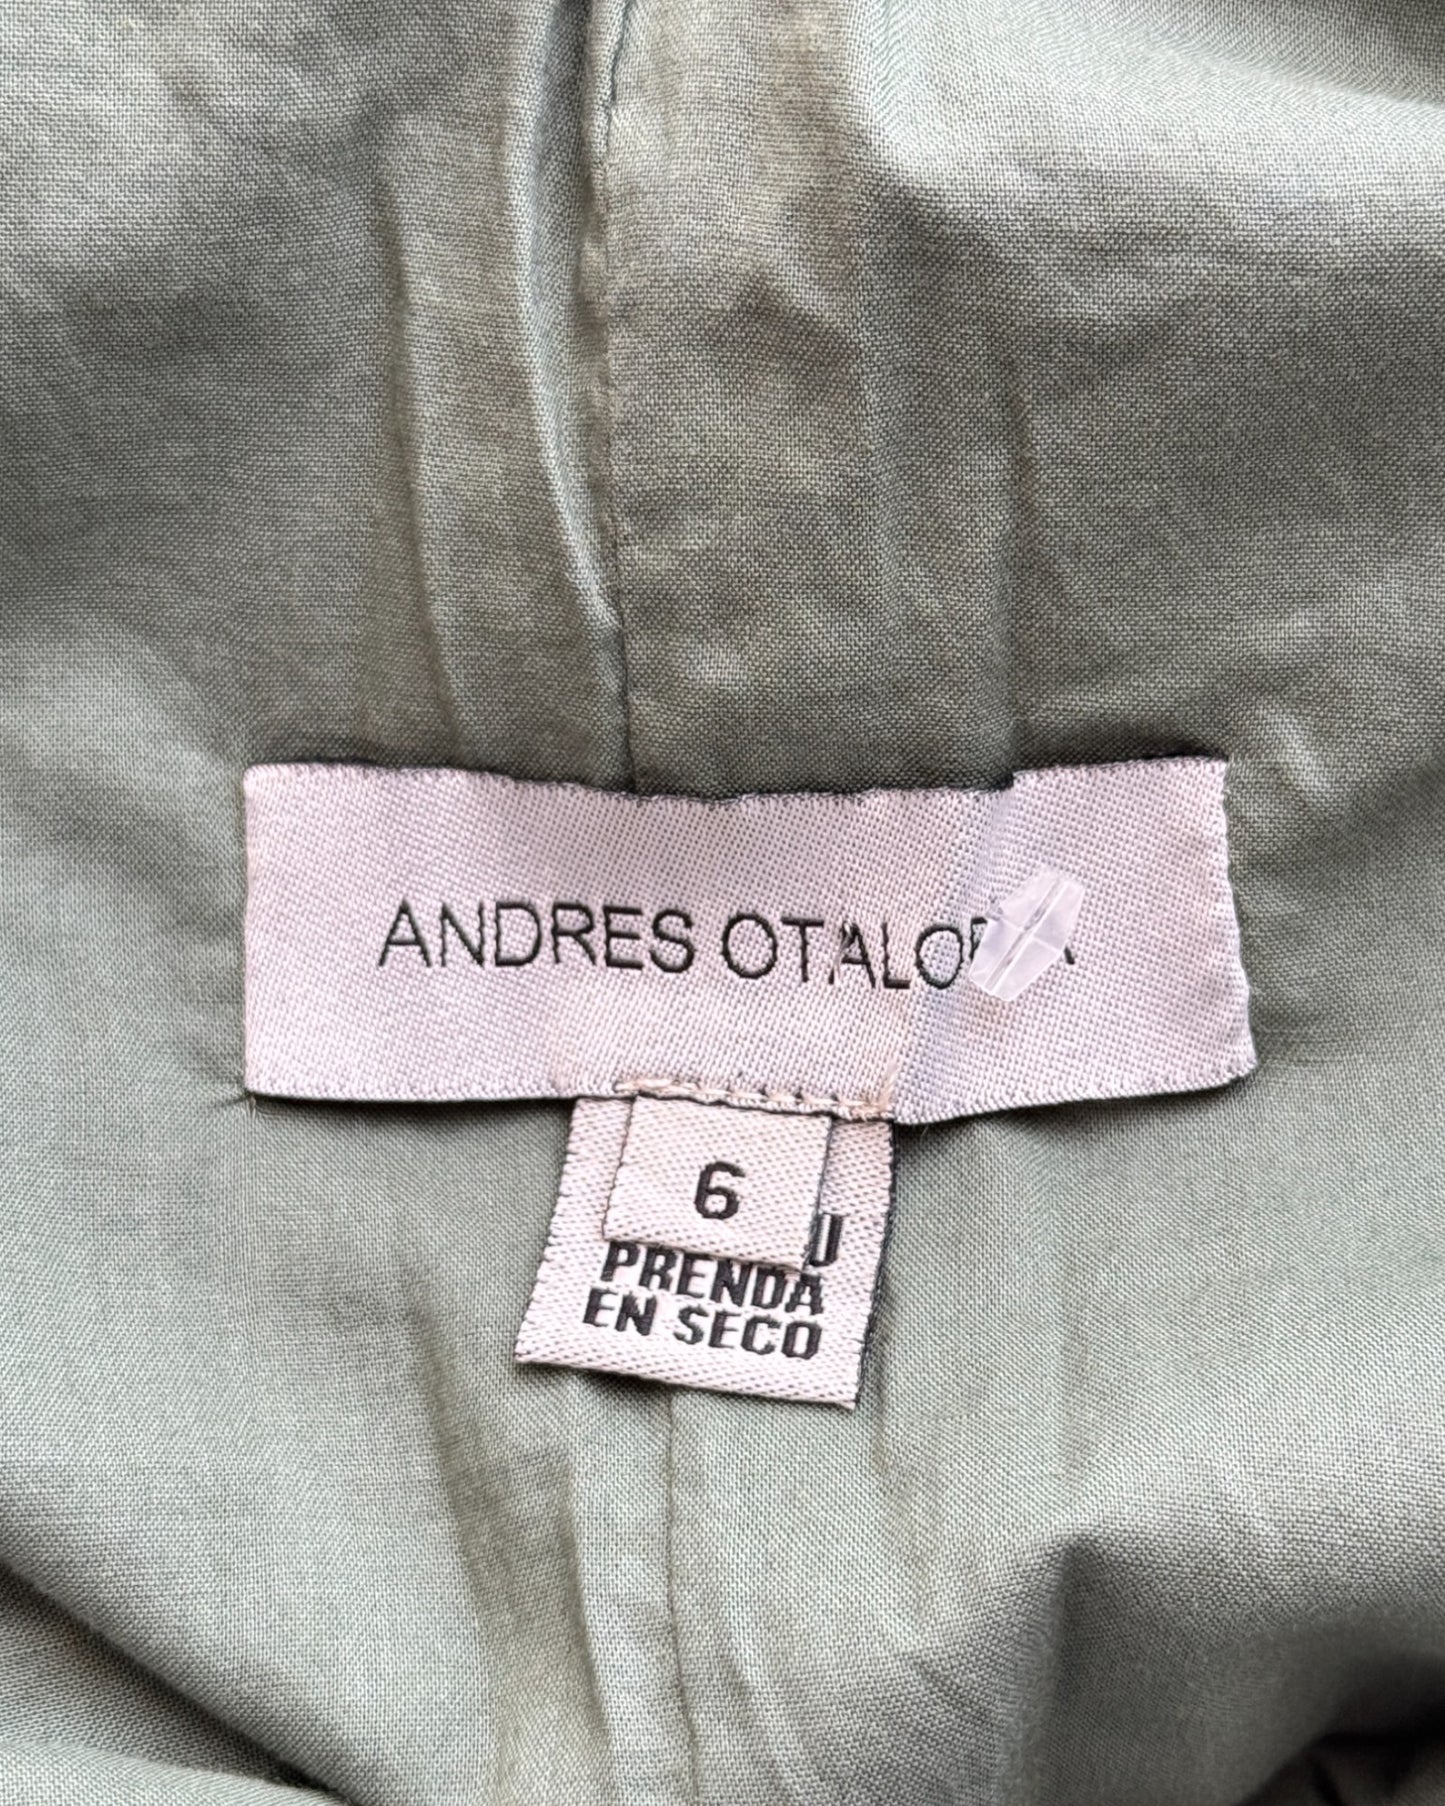 ANDRES
6
PRENDA
EN SECO